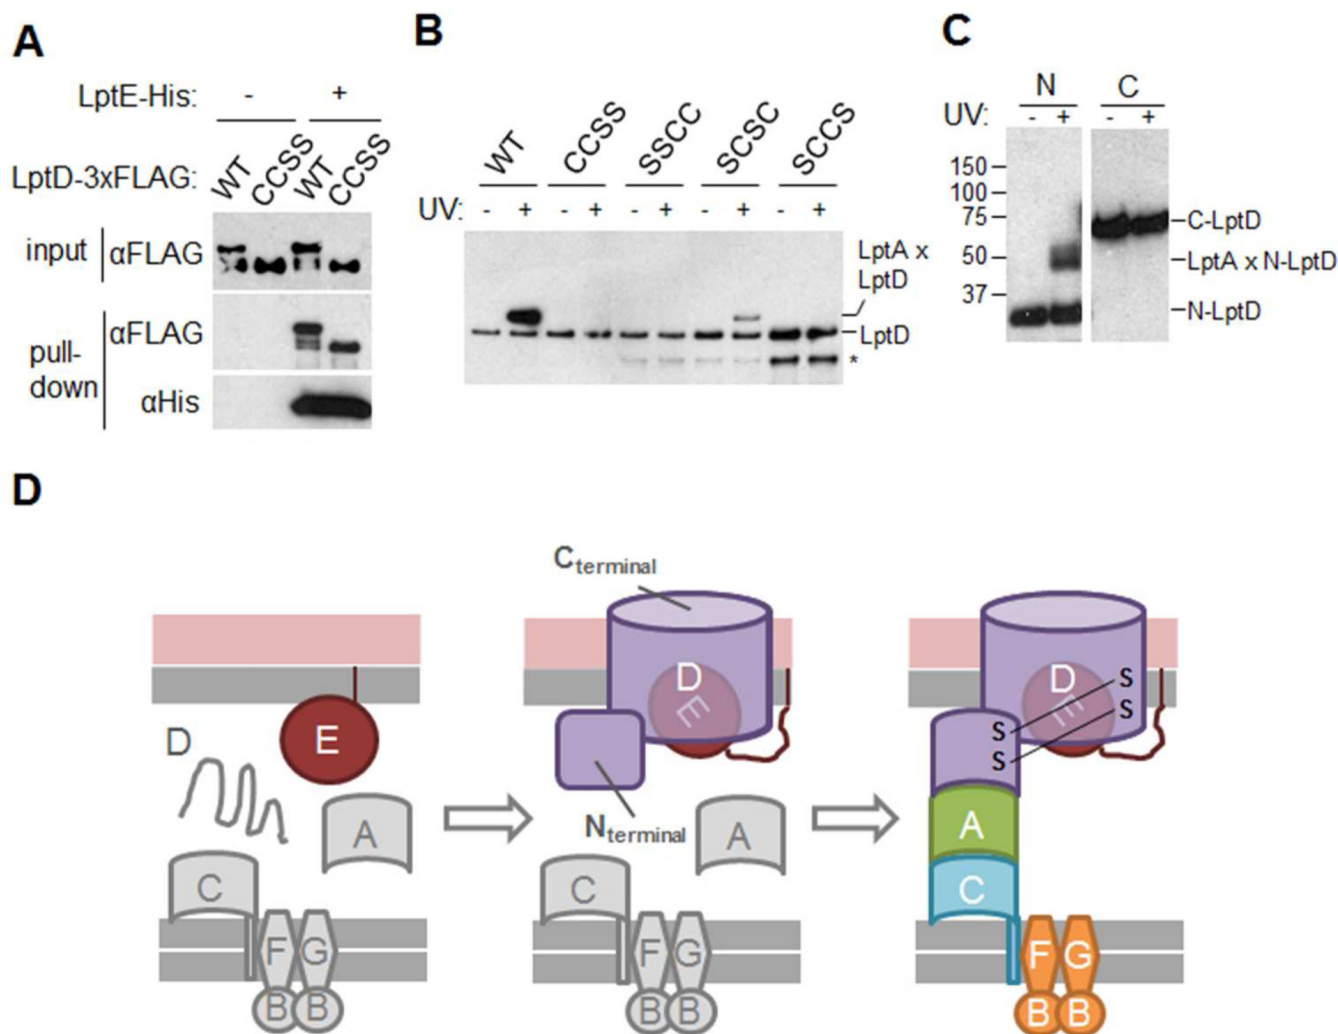 A
LptE-His: - +
LptD-3xFLAG: WT CCSS WT CCSS
input αFLAG
pull-
down
αFLAG
αHis
B
WT CCSS SSCC SCSC SCCS
UV: - + - + - + - + - +
LptA x
LptD
LptD
*
C
N C
UV: - + - +
150
100
75
50
37
C-LptD
LptA x N-LptD
N-LptD
D
D E A C F G B B
Cterminal
D E
Nterminal
A C F G B B
D E S S S S
A
C
F G
B B